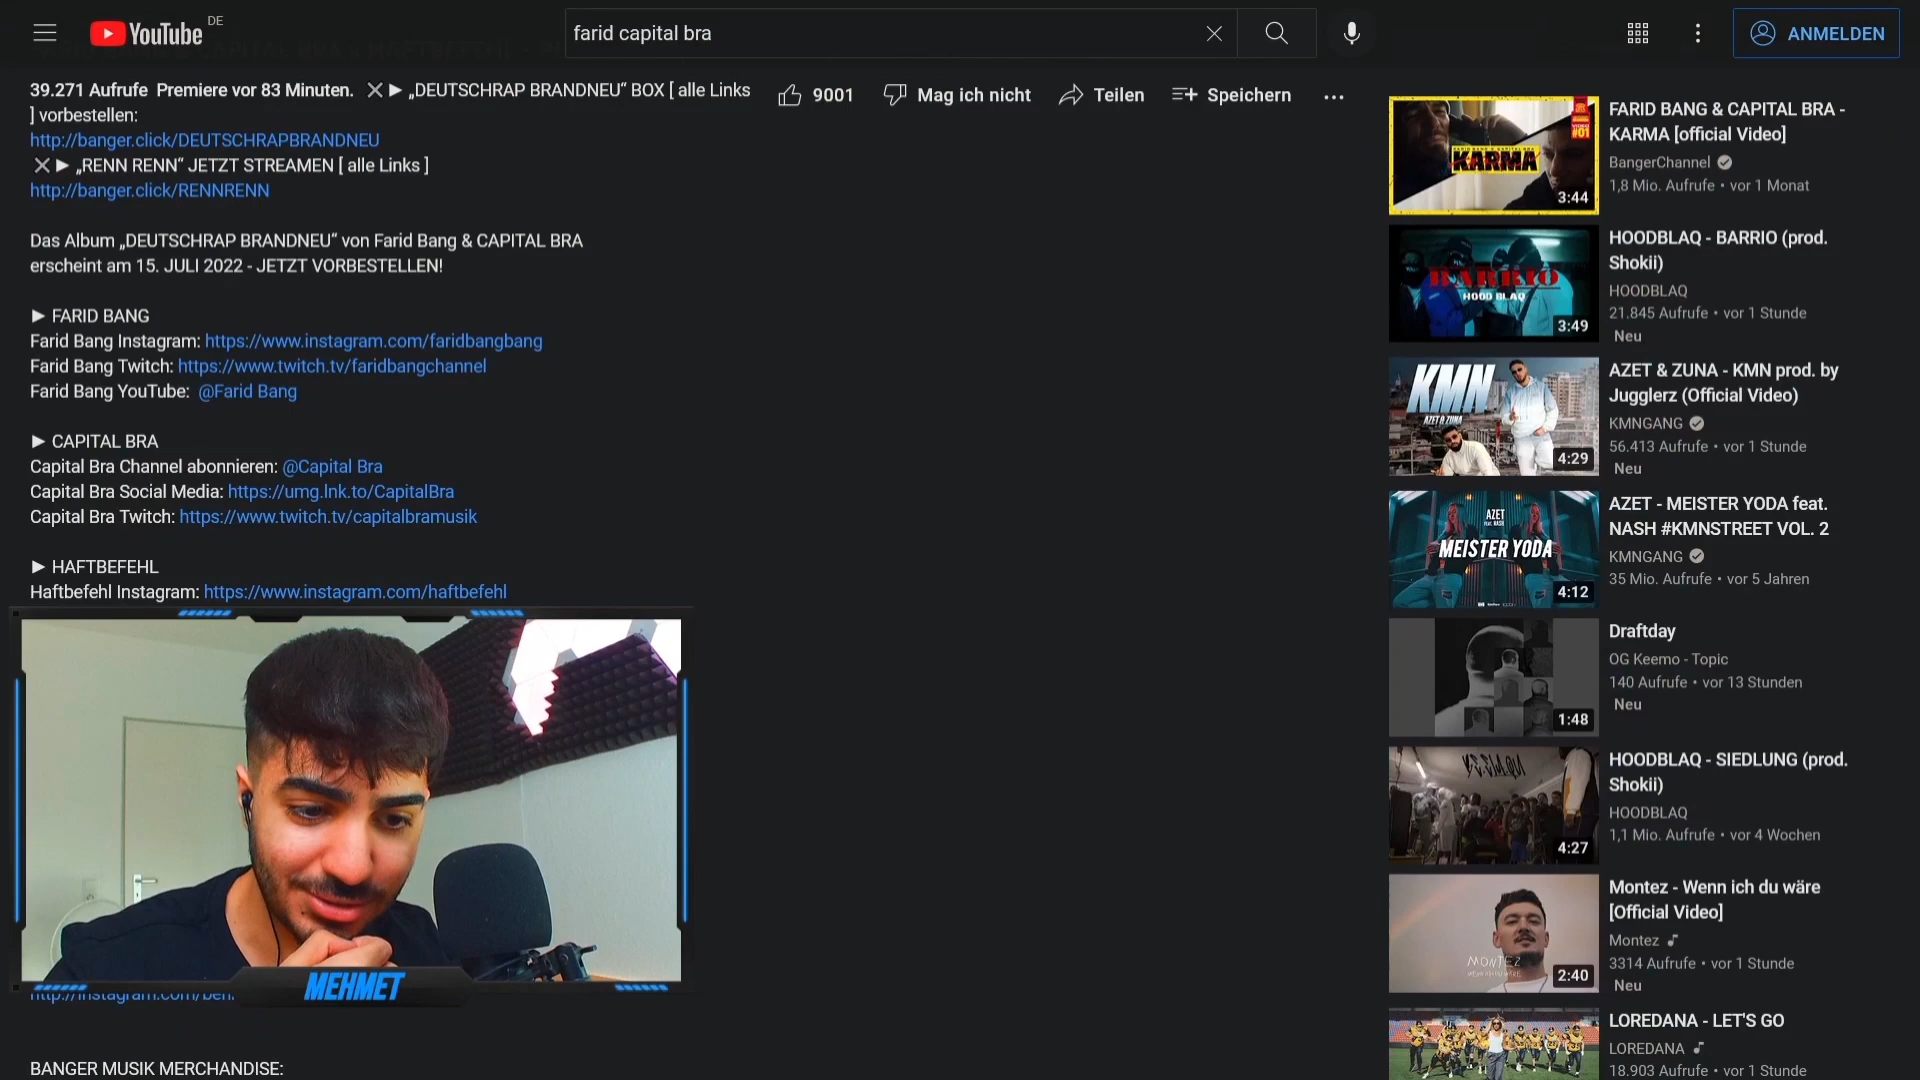 YouTube DE
farid capital bra
ANMELDEN
39.271 Aufrufe Premiere vor 83 Minuten. ❌► „DEUTSCHRAP BRANDNEU“ BOX [ alle Links
] vorbestellen:
http://banger.click/DEUTSCHRAPBRANDNEU
❌► „RENN RENN“ JETZT STREAMEN [ alle Links ]
http://banger.click/RENNRENN
Das Album „DEUTSCHRAP BRANDNEU“ von Farid Bang & CAPITAL BRA
erscheint am 15. JULI 2022 - JETZT VORBESTELLEN!
► FARID BANG
Farid Bang Instagram: https://www.instagram.com/faridbangbang
Farid Bang Twitch: https://www.twitch.tv/faridbangchannel
Farid Bang YouTube: @Farid Bang
► CAPITAL BRA
Capital Bra Channel abonnieren: @Capital Bra
Capital Bra Social Media: https://umg.lnk.to/CapitalBra
Capital Bra Twitch: https://www.twitch.tv/capitalbramusik
► HAFTBEFEHL
Haftbefehl Instagram: https://www.instagram.com/haftbefehl
MEHMET
BANGER MUSIK MERCHANDISE:
9001
Mag ich nicht
Teilen
Speichern
KARMA
3:44
FARID BANG & CAPITAL BRA -
KARMA [official Video]
BangerChannel
1,8 Mio. Aufrufe • vor 1 Monat
BARRIO
HOOD BLAQ
3:49
HOODBLAQ - BARRIO (prod.
Shokii)
HOODBLAQ
21.845 Aufrufe • vor 1 Stunde
Neu
KMN
AZET & ZUNA
4:29
AZET & ZUNA - KMN prod. by
Jugglerz (Official Video)
KMNGANG
56.413 Aufrufe • vor 1 Stunde
Neu
AZET
FEAT. NASH
MEISTER YODA
4:12
AZET - MEISTER YODA feat.
NASH #KMNSTREET VOL. 2
KMNGANG
35 Mio. Aufrufe • vor 5 Jahren
1:48
Draftday
OG Keemo - Topic
140 Aufrufe • vor 13 Stunden
Neu
4:27
HOODBLAQ - SIEDLUNG (prod.
Shokii)
HOODBLAQ
1,1 Mio. Aufrufe • vor 4 Wochen
MONTEZ
2:40
Montez - Wenn ich du wäre
[Official Video]
Montez
3314 Aufrufe • vor 1 Stunde
Neu
LOREDANA - LET'S GO
LOREDANA
18.903 Aufrufe • vor 1 Stunde